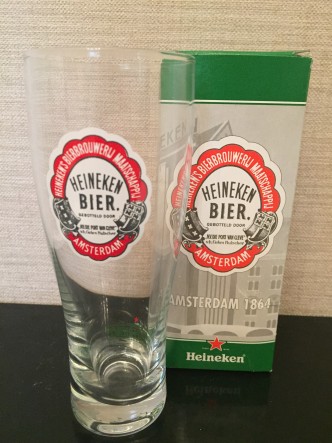 HEINEKEN'S BIERBROUWERIJ MAATSCHAPPIJ
HEINEKEN
BIER.
GEBOTTELD DOOR
AMSTERDAM
HEINEKEN'S BIERBROUWERIJ MAATSCHAPPIJ
HEINEKEN
BIER.
GEBOTTELD DOOR
AMSTERDAM
AMSTERDAM 1864
Heineken